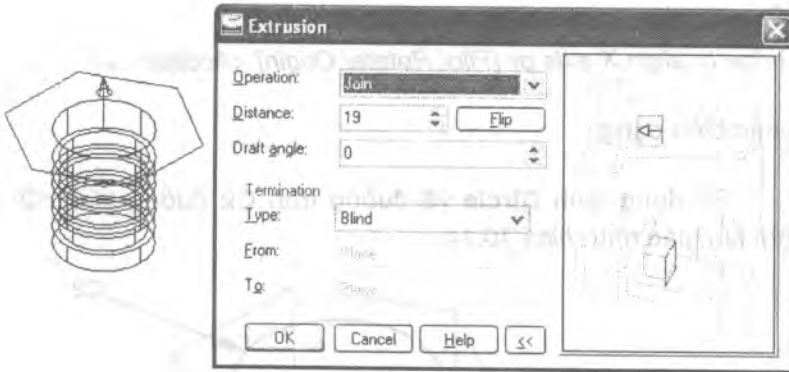 Extrusion
Operation: Join
Distance: 19 Flip
Draft angle: 0
Termination
Type: Blind
From: Plane
To: Plane
OK Cancel Help <<